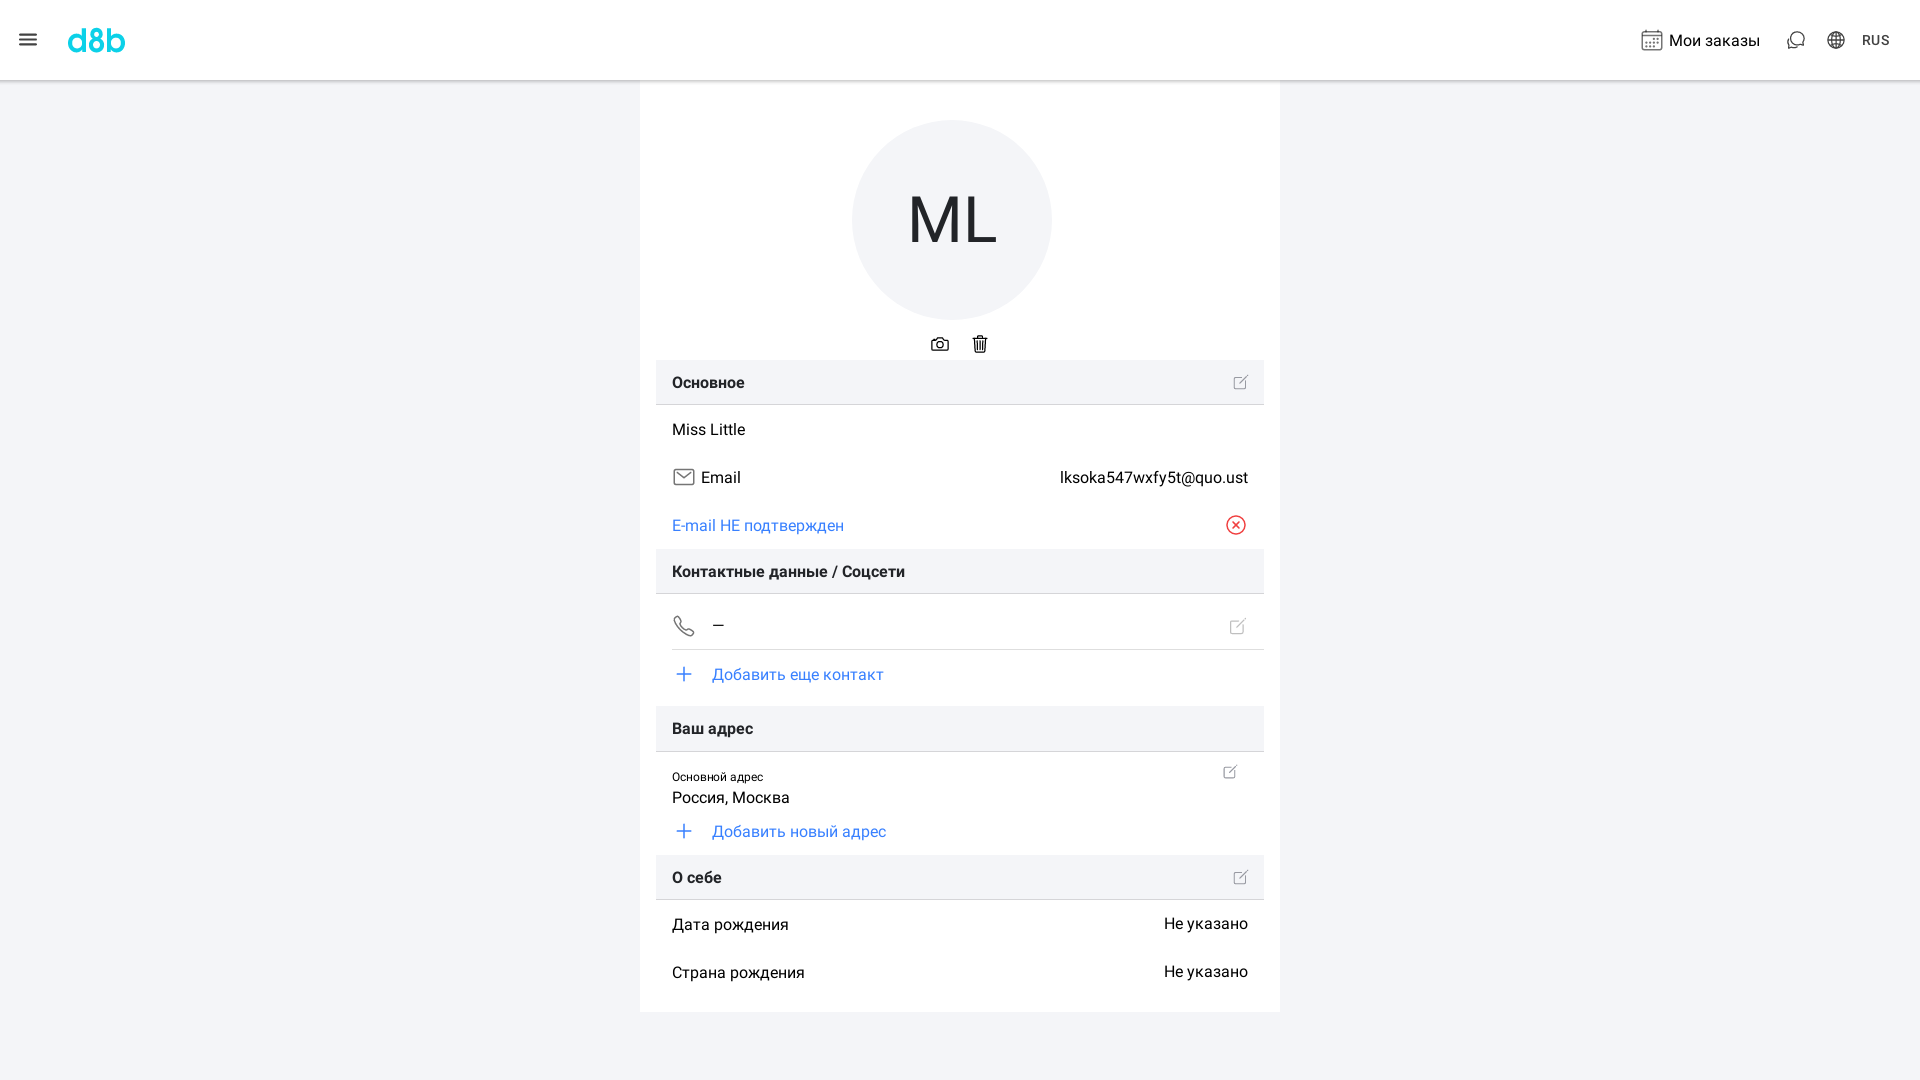 d8b
Мои заказы
RUS
ML
Основное
Miss Little
Email
lksoka547wxfy5t@quo.ust
E-mail НЕ подтвержден
Контактные данные / Соцсети
—
Добавить еще контакт
Ваш адрес
Основной адрес
Россия, Москва
Добавить новый адрес
О себе
Дата рождения
Не указано
Страна рождения
Не указано